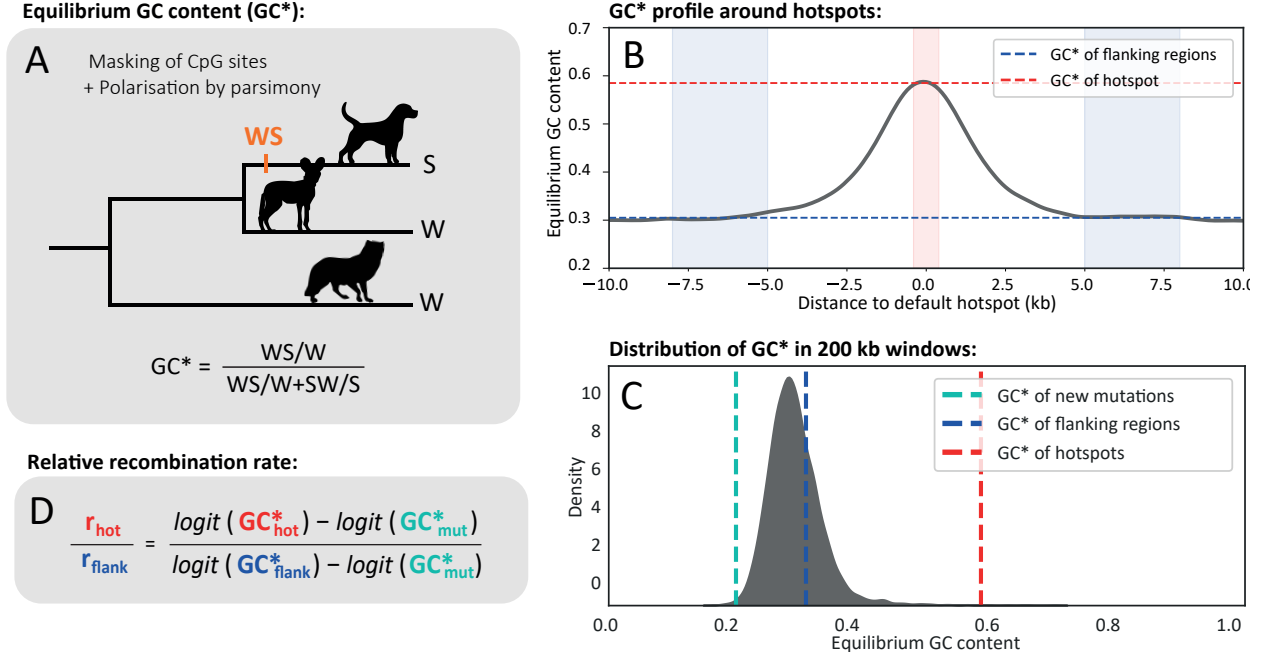 Equilibrium GC content (GC*):
A
Masking of CpG sites
+ Polarisation by parsimony
WS
S
W
W
GC* = WS/W
WS/W+SW/S
Relative recombination rate:
D
r_hot logit ( GC*_hot ) − logit ( GC*_mut )
=
r_flank logit ( GC*_flank ) − logit ( GC*_mut )
GC* profile around hotspots:
B
0.7
0.6
0.5
0.4
0.3
0.2
Equilibrium GC content
GC* of flanking regions
GC* of hotspot
−10.0 −7.5 −5.0 −2.5 0.0 2.5 5.0 7.5 10.0
Distance to default hotspot (kb)
Distribution of GC* in 200 kb windows:
C
10
8
6
4
2
0
Density
GC* of new mutations
GC* of flanking regions
GC* of hotspots
0.0 0.2 0.4 0.6 0.8 1.0
Equilibrium GC content